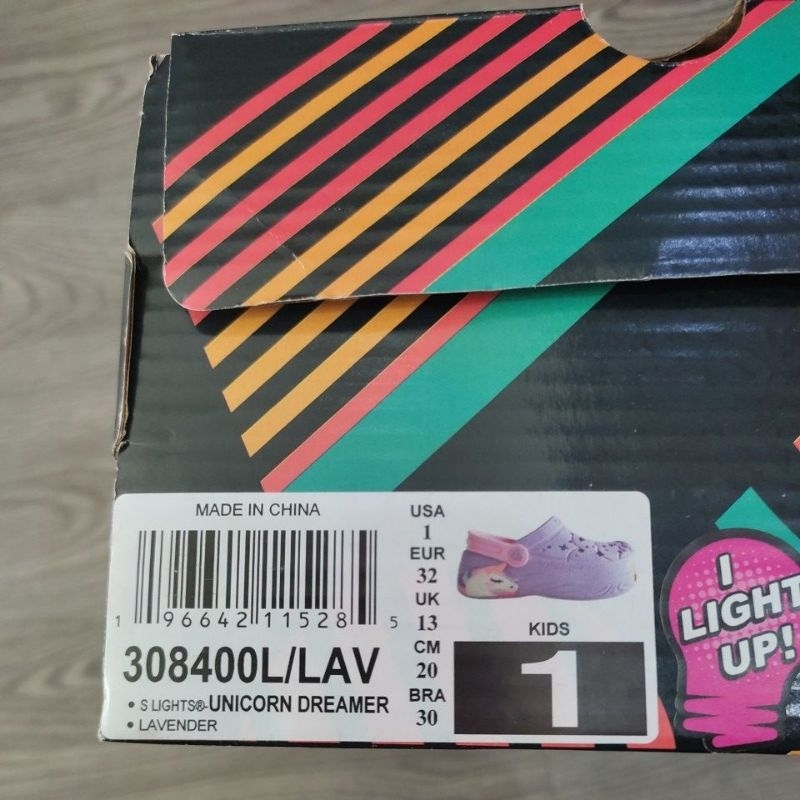 MADE IN CHINA
1 96642 11528 5
308400L/LAV
• S LIGHTS®-UNICORN DREAMER
• LAVENDER
USA
1
EUR
32
UK
13
CM
20
BRA
30
KIDS
1
I
LIGHT
UP!